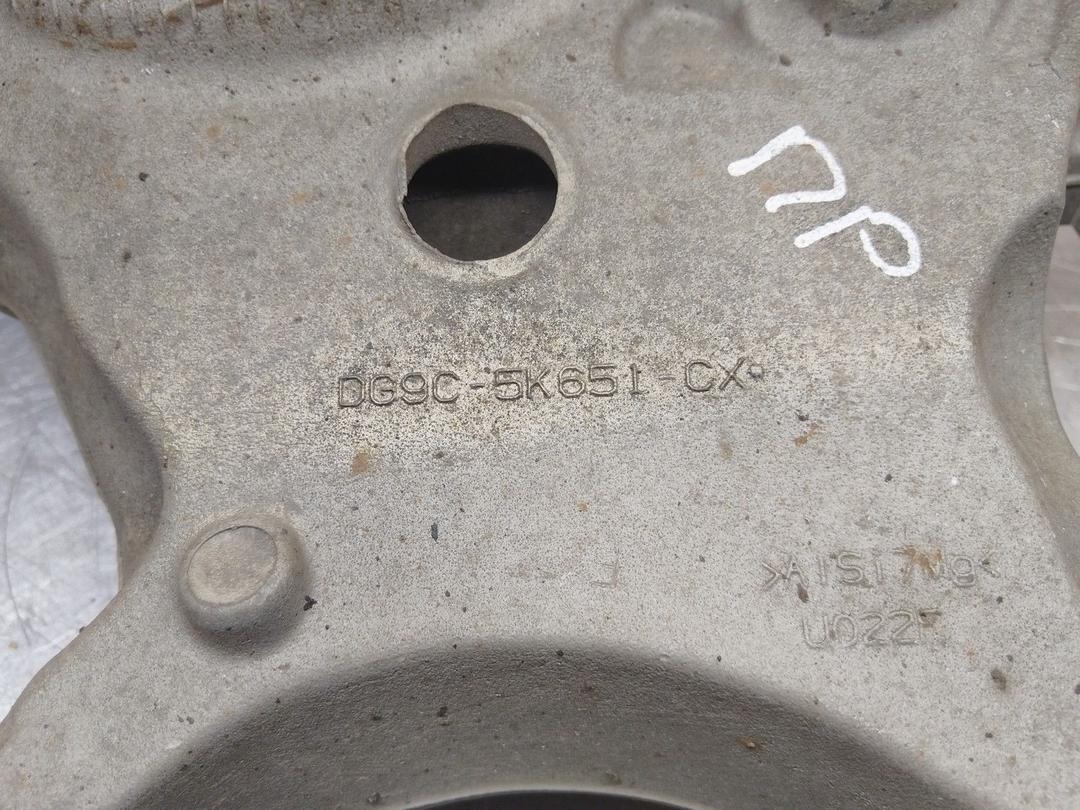 ПР
DG9C-5K651-CX
>AlSi7Mg<
U022F